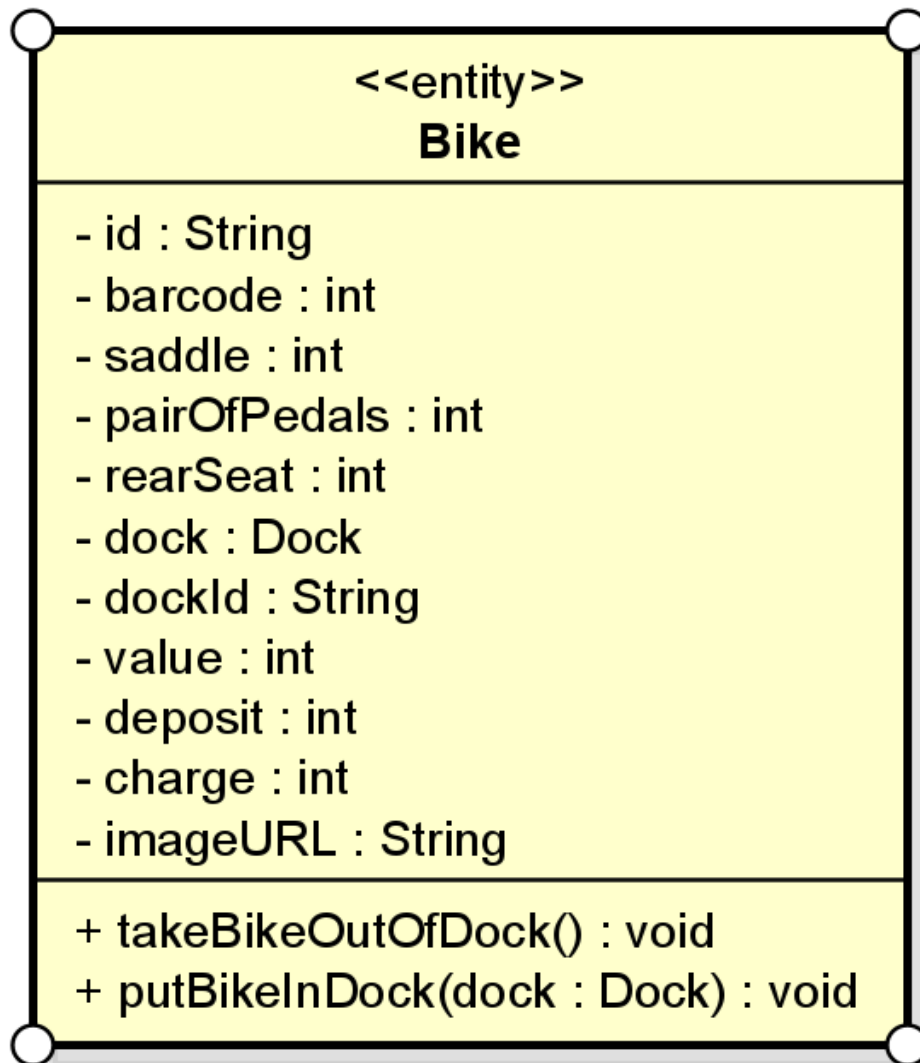 <<entity>>
Bike
- id : String
- barcode : int
- saddle : int
- pairOfPedals : int
- rearSeat : int
- dock : Dock
- dockId : String
- value : int
- deposit : int
- charge : int
- imageURL : String
+ takeBikeOutOfDock() : void
+ putBikeInDock(dock : Dock) : void